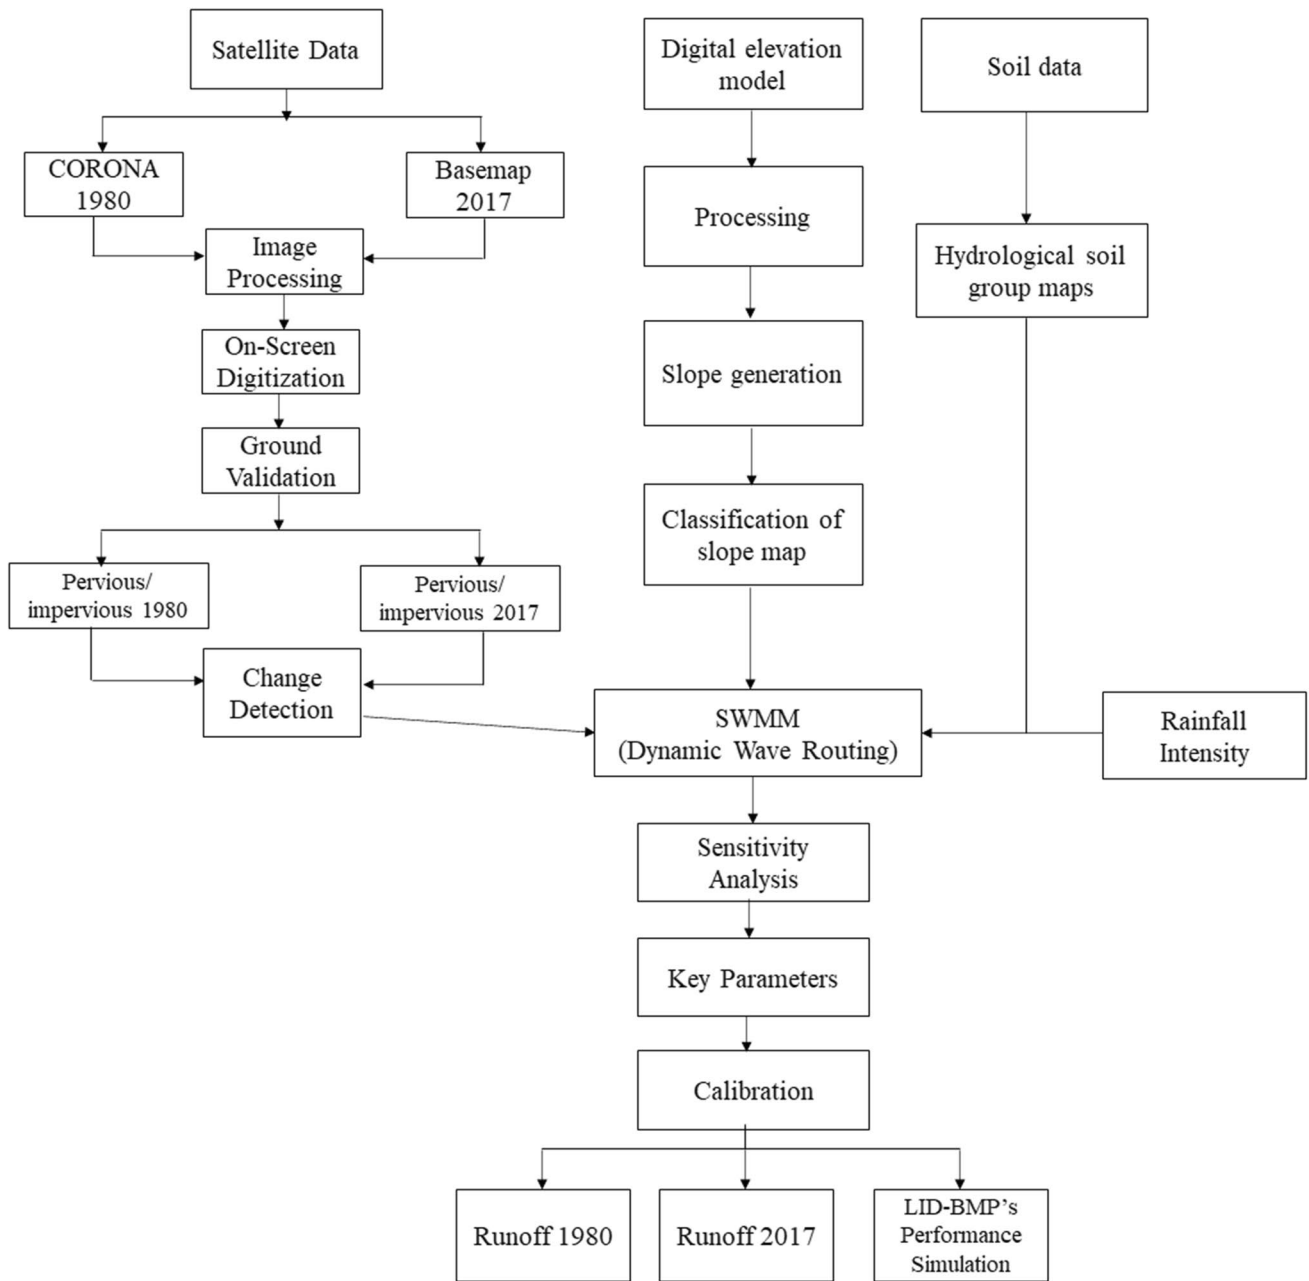 Satellite Data
Digital elevation
model
Soil data
CORONA
1980
Basemap
2017
Processing
Image
Processing
Hydrological soil
group maps
On-Screen
Digitization
Slope generation
Ground
Validation
Classification of
slope map
Pervious/
impervious 1980
Pervious/
impervious 2017
Change
Detection
SWMM
(Dynamic Wave Routing)
Rainfall
Intensity
Sensitivity
Analysis
Key Parameters
Calibration
Runoff 1980
Runoff 2017
LID-BMP’s
Performance
Simulation